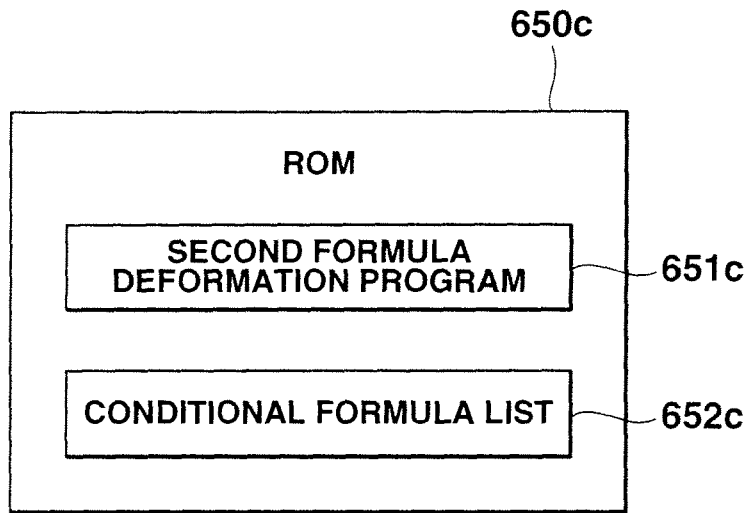 650c
ROM
SECOND FORMULA
DEFORMATION PROGRAM
651c
CONDITIONAL FORMULA LIST
652c